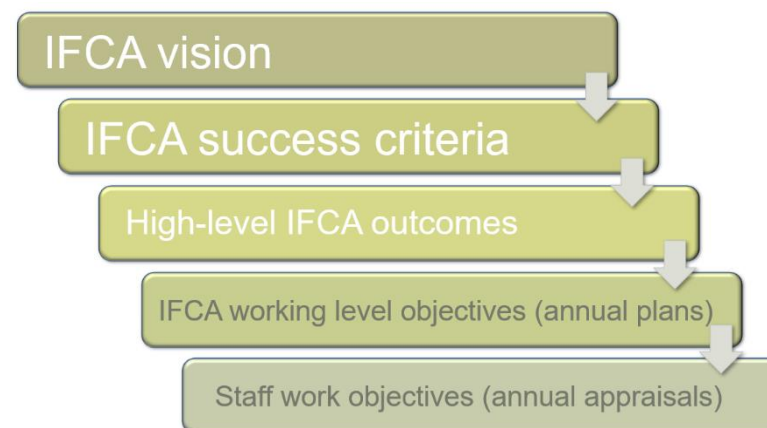 IFCA vision
IFCA success criteria
High-level IFCA outcomes
IFCA working level objectives (annual plans)
Staff work objectives (annual appraisals)